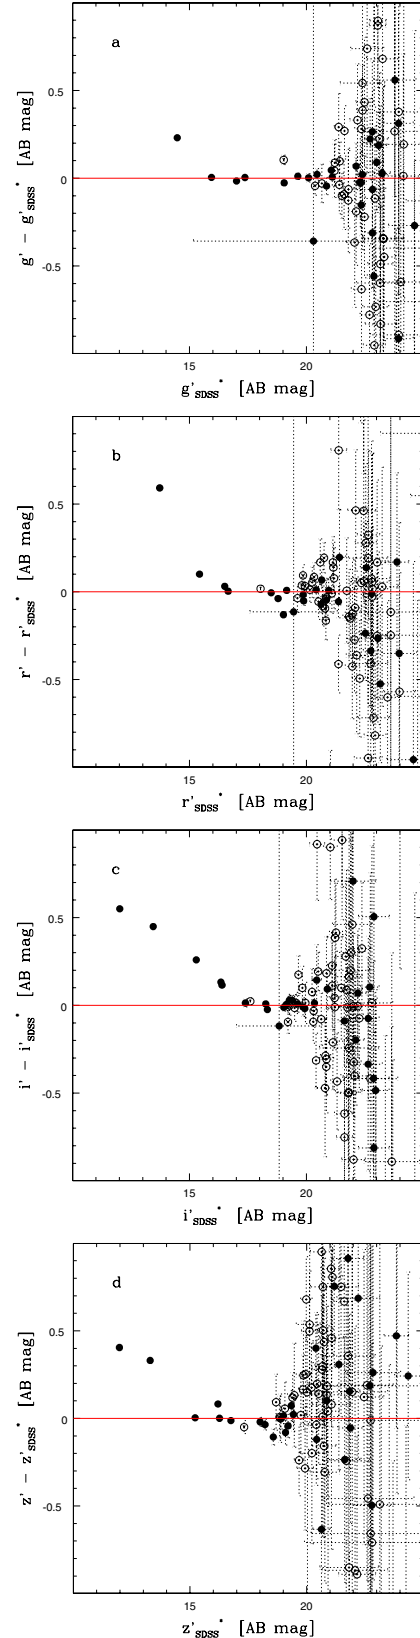 a
0.5
0
-0.5
g' - g'SDSS* [AB mag]
15
20
g'SDSS* [AB mag]
b
0.5
0
-0.5
r' - r'SDSS* [AB mag]
15
20
r'SDSS* [AB mag]
c
0.5
0
-0.5
i' - i'SDSS* [AB mag]
15
20
i'SDSS* [AB mag]
d
0.5
0
-0.5
z' - z'SDSS* [AB mag]
15
20
z'SDSS* [AB mag]